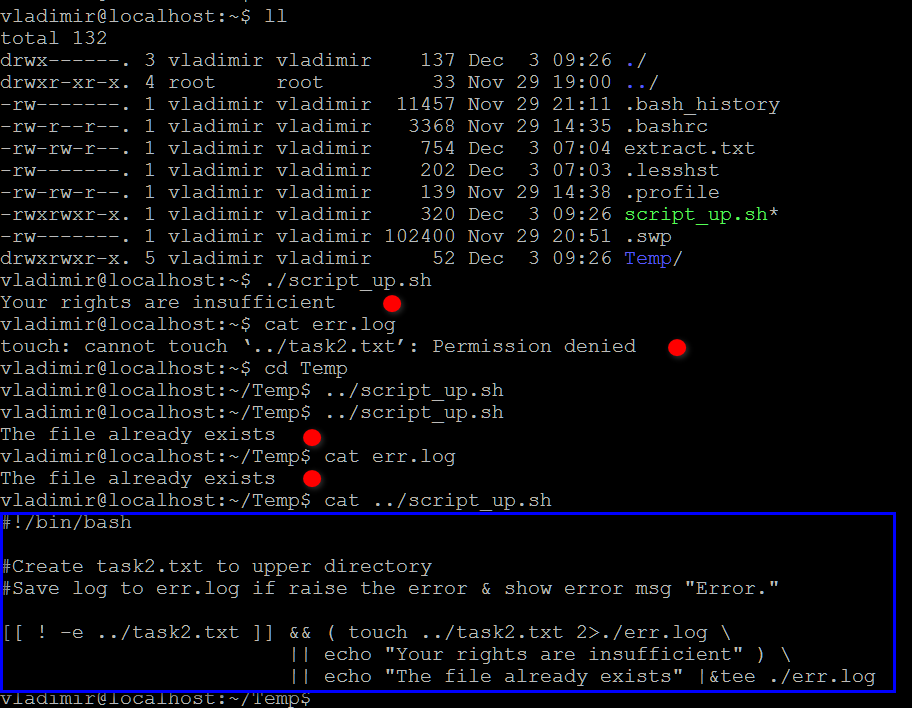 vladimir@localhost:~$ ll
total 132
drwx------. 3 vladimir vladimir    137 Dec  3 09:26 ./
drwxr-xr-x. 4 root     root         33 Nov 29 19:00 ../
-rw-------. 1 vladimir vladimir  11457 Nov 29 21:11 .bash_history
-rw-r--r--. 1 vladimir vladimir   3368 Nov 29 14:35 .bashrc
-rw-rw-r--. 1 vladimir vladimir    754 Dec  3 07:04 extract.txt
-rw-------. 1 vladimir vladimir    202 Dec  3 07:03 .lesshst
-rw-rw-r--. 1 vladimir vladimir    139 Nov 29 14:38 .profile
-rwxrwxr-x. 1 vladimir vladimir    320 Dec  3 09:26 script_up.sh*
-rw-------. 1 vladimir vladimir 102400 Nov 29 20:51 .swp
drwxrwxr-x. 5 vladimir vladimir     52 Dec  3 09:26 Temp/
vladimir@localhost:~$ ./script_up.sh
Your rights are insufficient
vladimir@localhost:~$ cat err.log
touch: cannot touch ‘../task2.txt’: Permission denied
vladimir@localhost:~$ cd Temp
vladimir@localhost:~/Temp$ ../script_up.sh
vladimir@localhost:~/Temp$ ../script_up.sh
The file already exists
vladimir@localhost:~/Temp$ cat err.log
The file already exists
vladimir@localhost:~/Temp$ cat ../script_up.sh
#!/bin/bash
#Create task2.txt to upper directory
#Save log to err.log if raise the error & show error msg "Error."
[[ ! -e ../task2.txt ]] && ( touch ../task2.txt 2>./err.log \
|| echo "Your rights are insufficient" ) \
|| echo "The file already exists" |&tee ./err.log
vladimir@localhost:~/Temp$